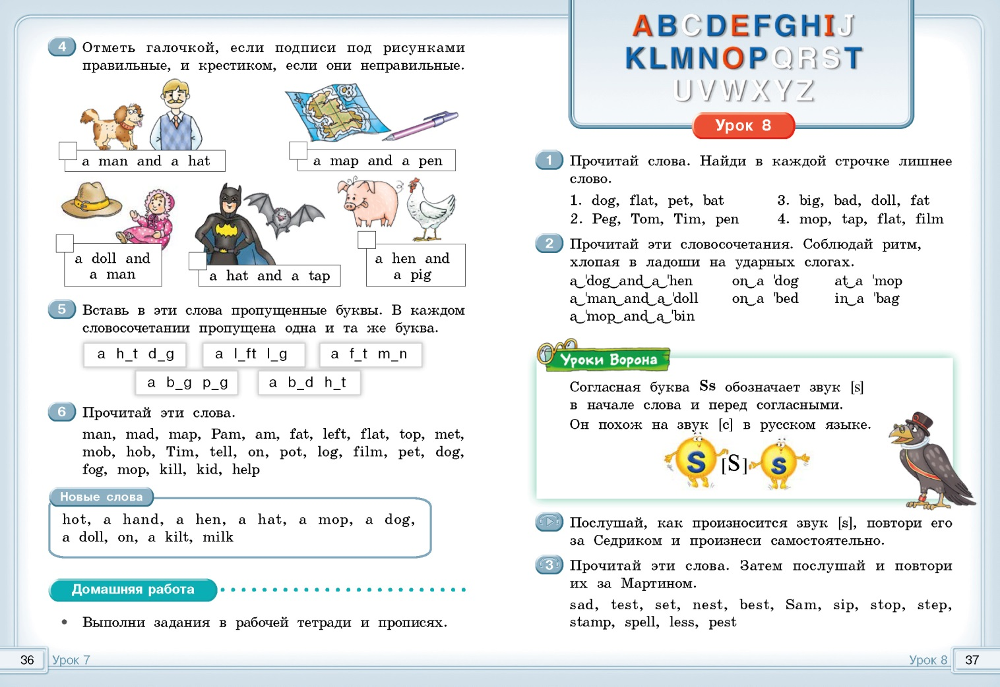 4 Отметь галочкой, если подписи под рисунками
правильные, и крестиком, если они неправильные.
a man and a hat
a map and a pen
a doll and
a man
a hat and a tap
a hen and
a pig
5 Вставь в эти слова пропущенные буквы. В каждом
словосочетании пропущена одна и та же буква.
a h_t d_g
a l_ft l_g
a f_t m_n
a b_g p_g
a b_d h_t
6 Прочитай эти слова.
man, mad, map, Pam, am, fat, left, flat, top, met,
mob, hob, Tim, tell, on, pot, log, film, pet, dog,
fog, mop, kill, kid, help
Новые слова
hot, a hand, a hen, a hat, a mop, a dog,
a doll, on, a kilt, milk
Домашняя работа
• Выполни задания в рабочей тетради и прописях.
36 Урок 7
ABCDEFGHIJ
KLMNOPQRST
UVWXYZ
Урок 8
1 Прочитай слова. Найди в каждой строчке лишнее
слово.
1. dog, flat, pet, bat
2. Peg, Tom, Tim, pen
3. big, bad, doll, fat
4. mop, tap, flat, film
2 Прочитай эти словосочетания. Соблюдай ритм,
хлопая в ладоши на ударных слогах.
a‿'dog‿and‿a‿'hen
a‿'man‿and‿a‿'doll
a‿'mop‿and‿a‿'bin
on‿a 'dog
on‿a 'bed
at‿a 'mop
in‿a 'bag
Уроки Ворона
Согласная буква Ss обозначает звук [s]
в начале слова и перед согласными.
Он похож на звук [с] в русском языке.
S [S] s
Послушай, как произносится звук [s], повтори его
за Седриком и произнеси самостоятельно.
3 Прочитай эти слова. Затем послушай и повтори
их за Мартином.
sad, test, set, nest, best, Sam, sip, stop, step,
stamp, spell, less, pest
Урок 8 37